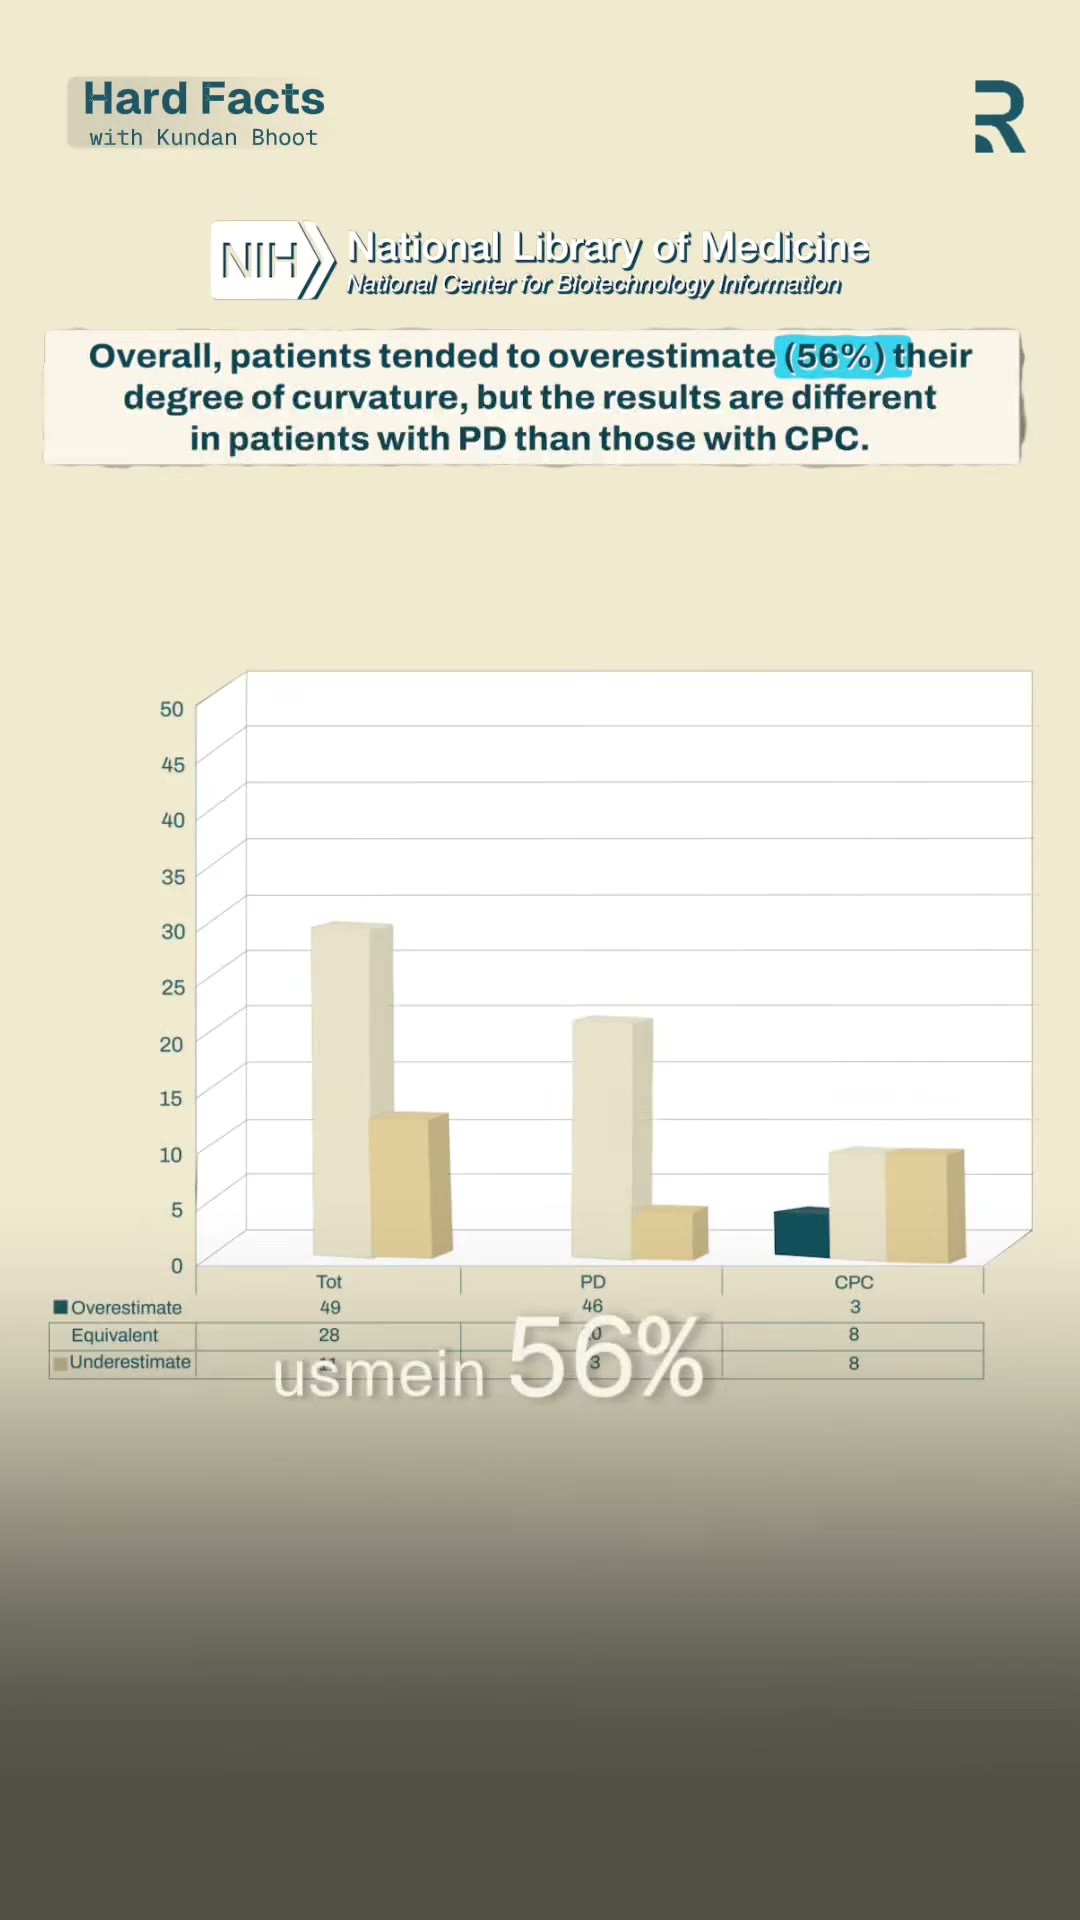 Hard Facts
with Kundan Bhoot
R
NIH
National Library of Medicine
National Center for Biotechnology Information
Overall, patients tended to overestimate (56%) their
degree of curvature, but the results are different
in patients with PD than those with CPC.
50
45
40
35
30
25
20
15
10
5
0
Tot PD CPC
Overestimate 49 46 3
Equivalent 28 8
Underestimate 3 8
usmein 56%